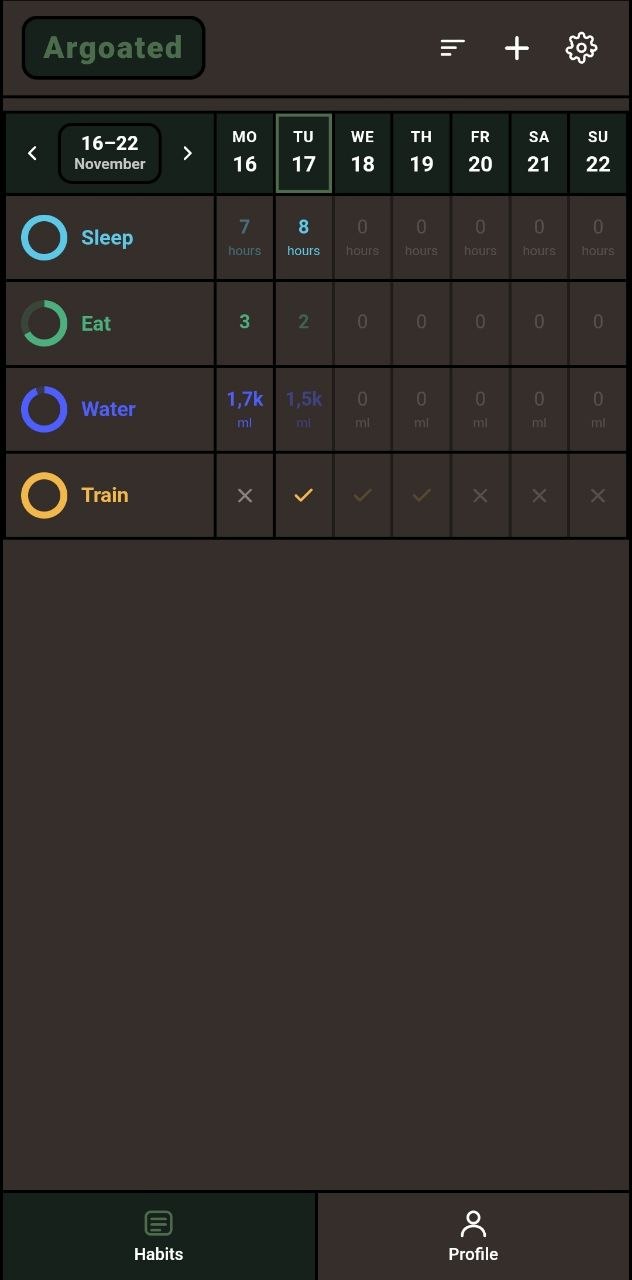 Argoated
16–22
November
MO TU WE TH FR SA SU
16 17 18 19 20 21 22
Sleep
7 8 0 0 0 0 0
hours hours hours hours hours hours hours
Eat
3 2 0 0 0 0 0
Water
1,7k 1,5k 0 0 0 0 0
ml ml ml ml ml ml ml
Train
Habits Profile